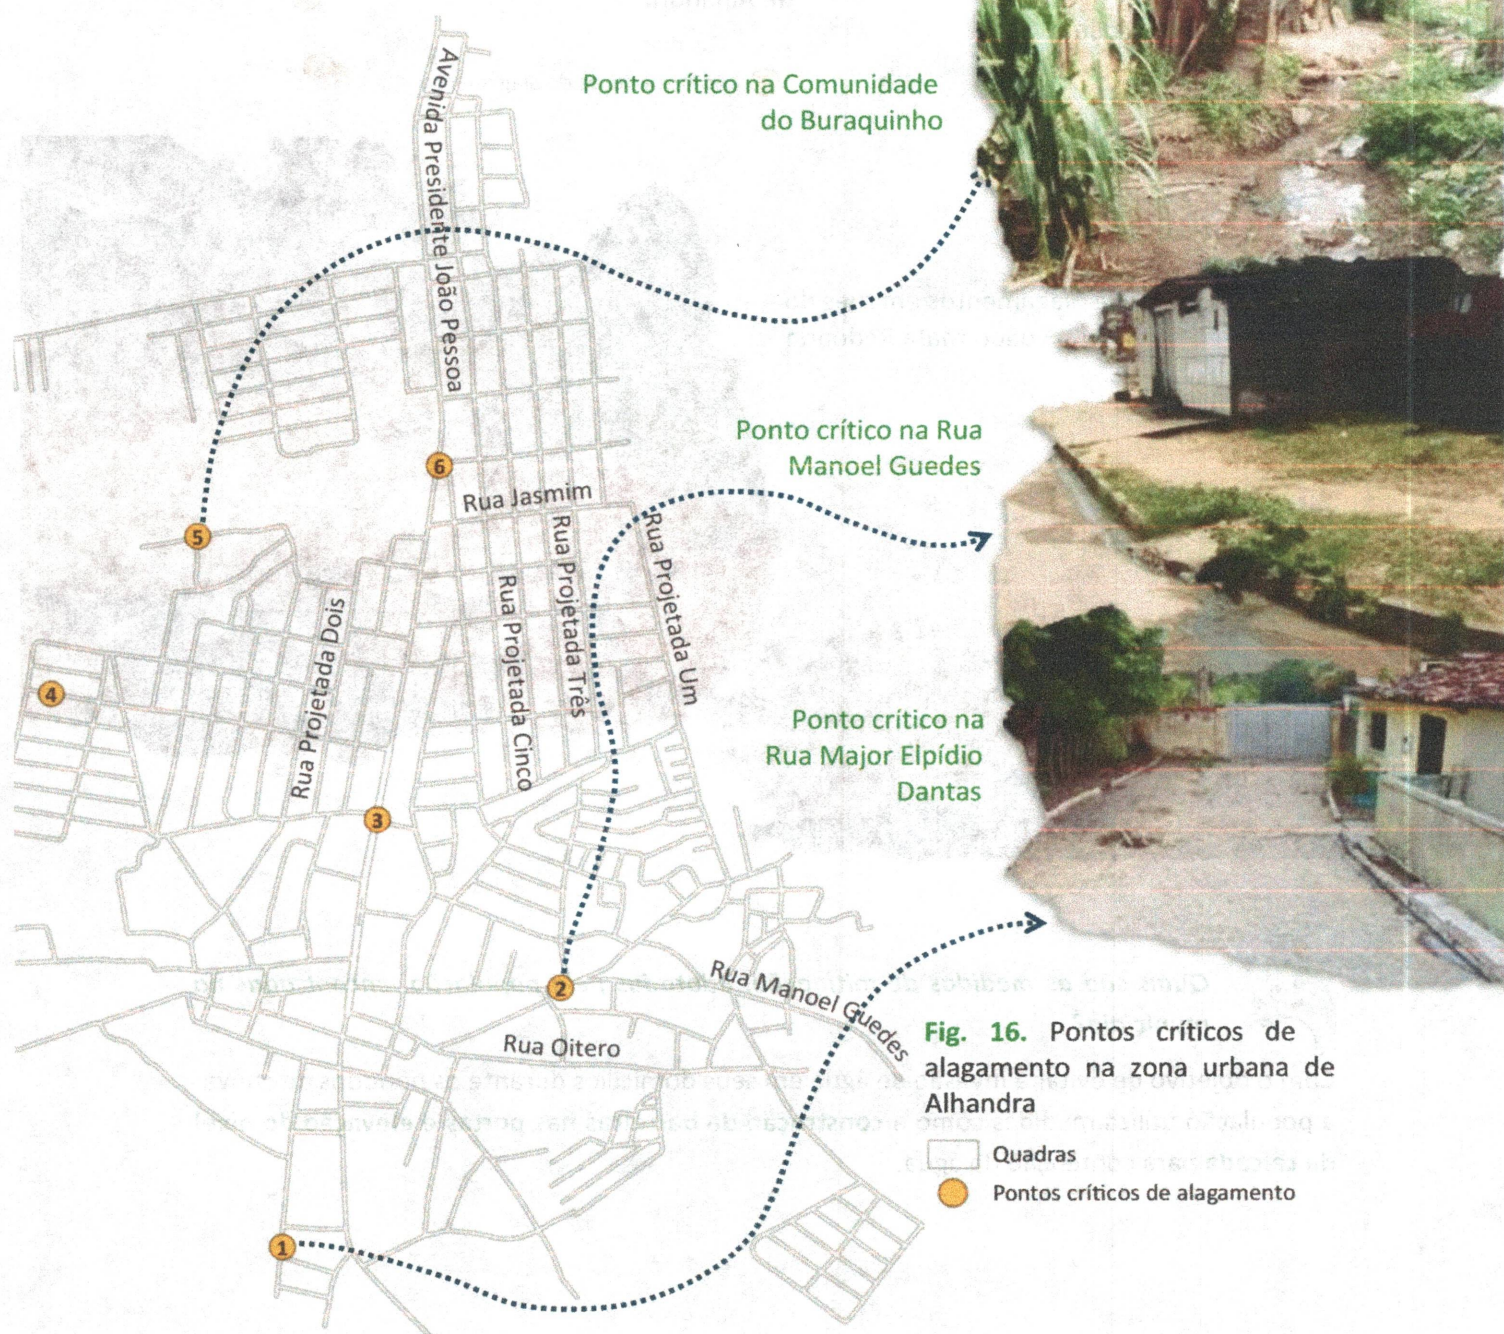 Ponto crítico na Comunidade
do Buraquinho
Avenida Presidente João Pessoa
Ponto crítico na Rua
Manoel Guedes
6
Rua Jasmim
5
Rua Projetada Um
Rua Projetada Três
Rua Projetada Cinco
Rua Projetada Dois
4
Ponto crítico na
Rua Major Elpídio
Dantas
3
2
Rua Manoel Guedes
Rua Oitero
Fig. 16. Pontos críticos de
alagamento na zona urbana de
Alhandra
Quadras
Pontos críticos de alagamento
1